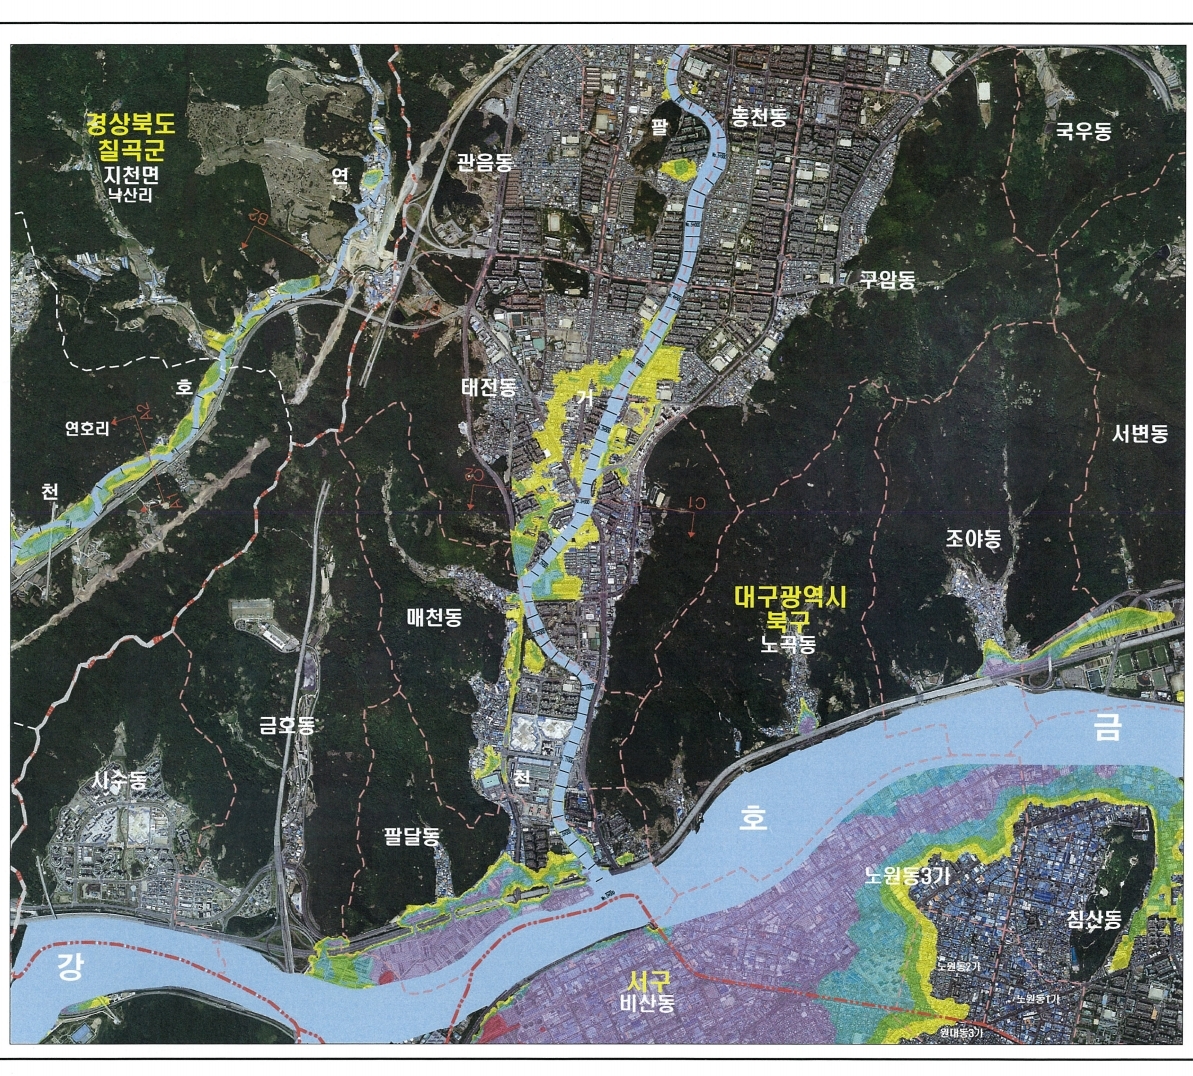 경상북도
칠곡군
지천면
낙산리
연
관음동
팔
동천동
국우동
구암동
B2
호
연호리
천
태전동
거
서변동
C2
C1
조야동
매천동
대구광역시
북구
노곡동
금호동
사수동
천
팔달동
금
호
노원동3가
침산동
강
서구
비산동
노원동2가
노원동1가
원대동3가